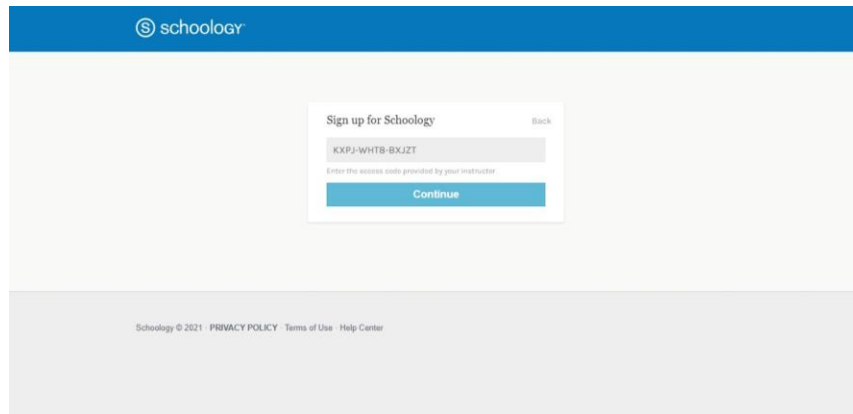 schoology
Sign up for Schoology Back
KXPJ-WHTB-BXJZT
Enter the access code provided by your instructor
Continue
Schoology © 2021 · PRIVACY POLICY · Terms of Use · Help Center